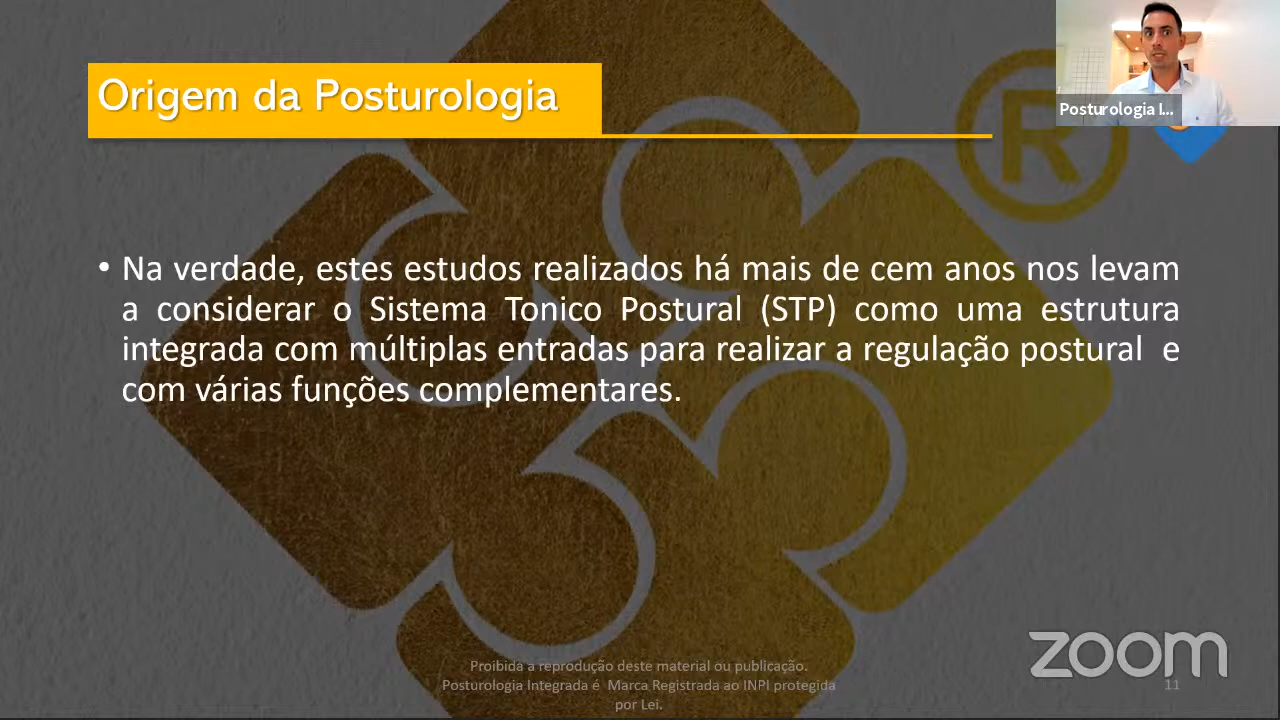 Origem da Posturologia
®
Posturologia I...
• Na verdade, estes estudos realizados há mais de cem anos nos levam
a considerar o Sistema Tonico Postural (STP) como uma estrutura
integrada com múltiplas entradas para realizar a regulação postural e
com várias funções complementares.
zoom
Proibida a reprodução deste material ou publicação.
Posturologia Integrada é Marca Registrada ao INPI protegida
por Lei.
11